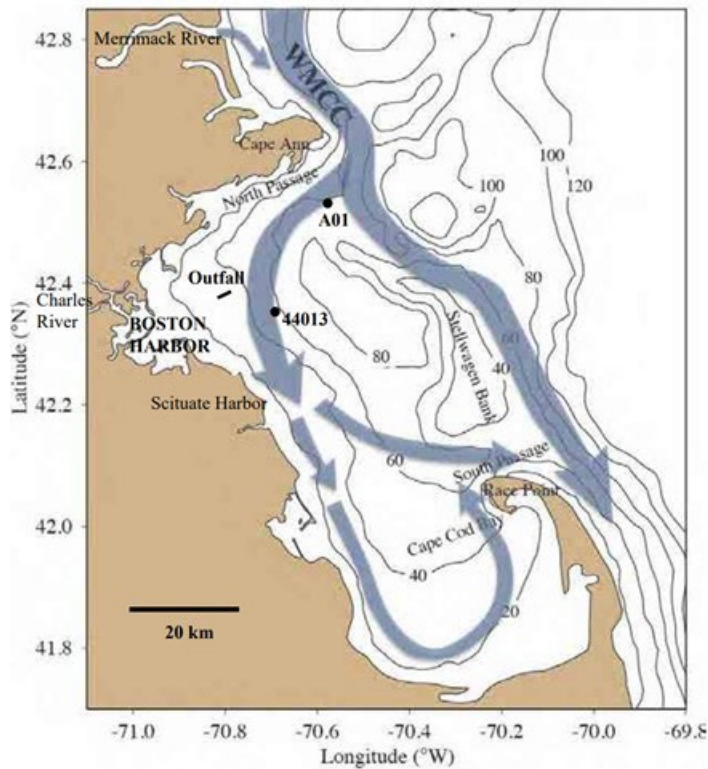 42.8
42.6
42.4
42.2
42.0
41.8
Latitude (°N)
Merrimack River
WMCC
Cape Ann
North Passage
A01
100
100
120
80
Outfall
44013
Charles
River
BOSTON
HARBOR
80
60
40
Stellwagen Bank
Scituate Harbor
60
South Passage
Race Point
Cape Cod Bay
40
20
20 km
-71.0
-70.8
-70.6
-70.4
-70.2
-70.0
-69.8
Longitude (°W)